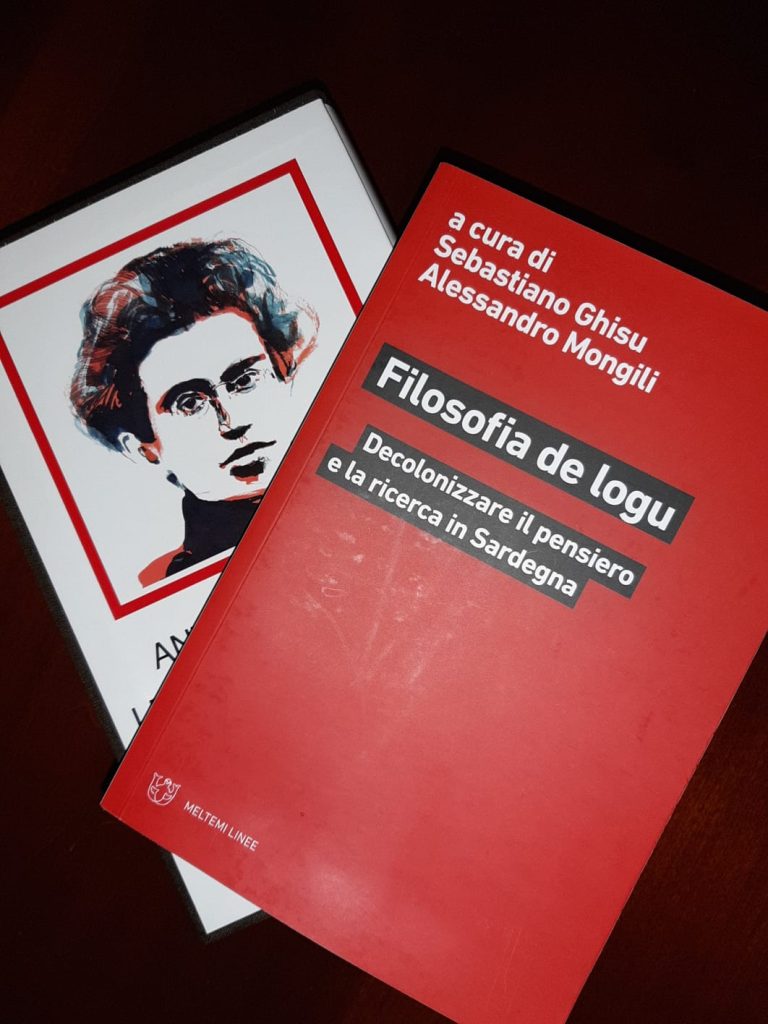 a cura di
Sebastiano Ghisu
Alessandro Mongili
Filosofia de logu
Decolonizzare il pensiero
e la ricerca in Sardegna
MELTEMI LINEE